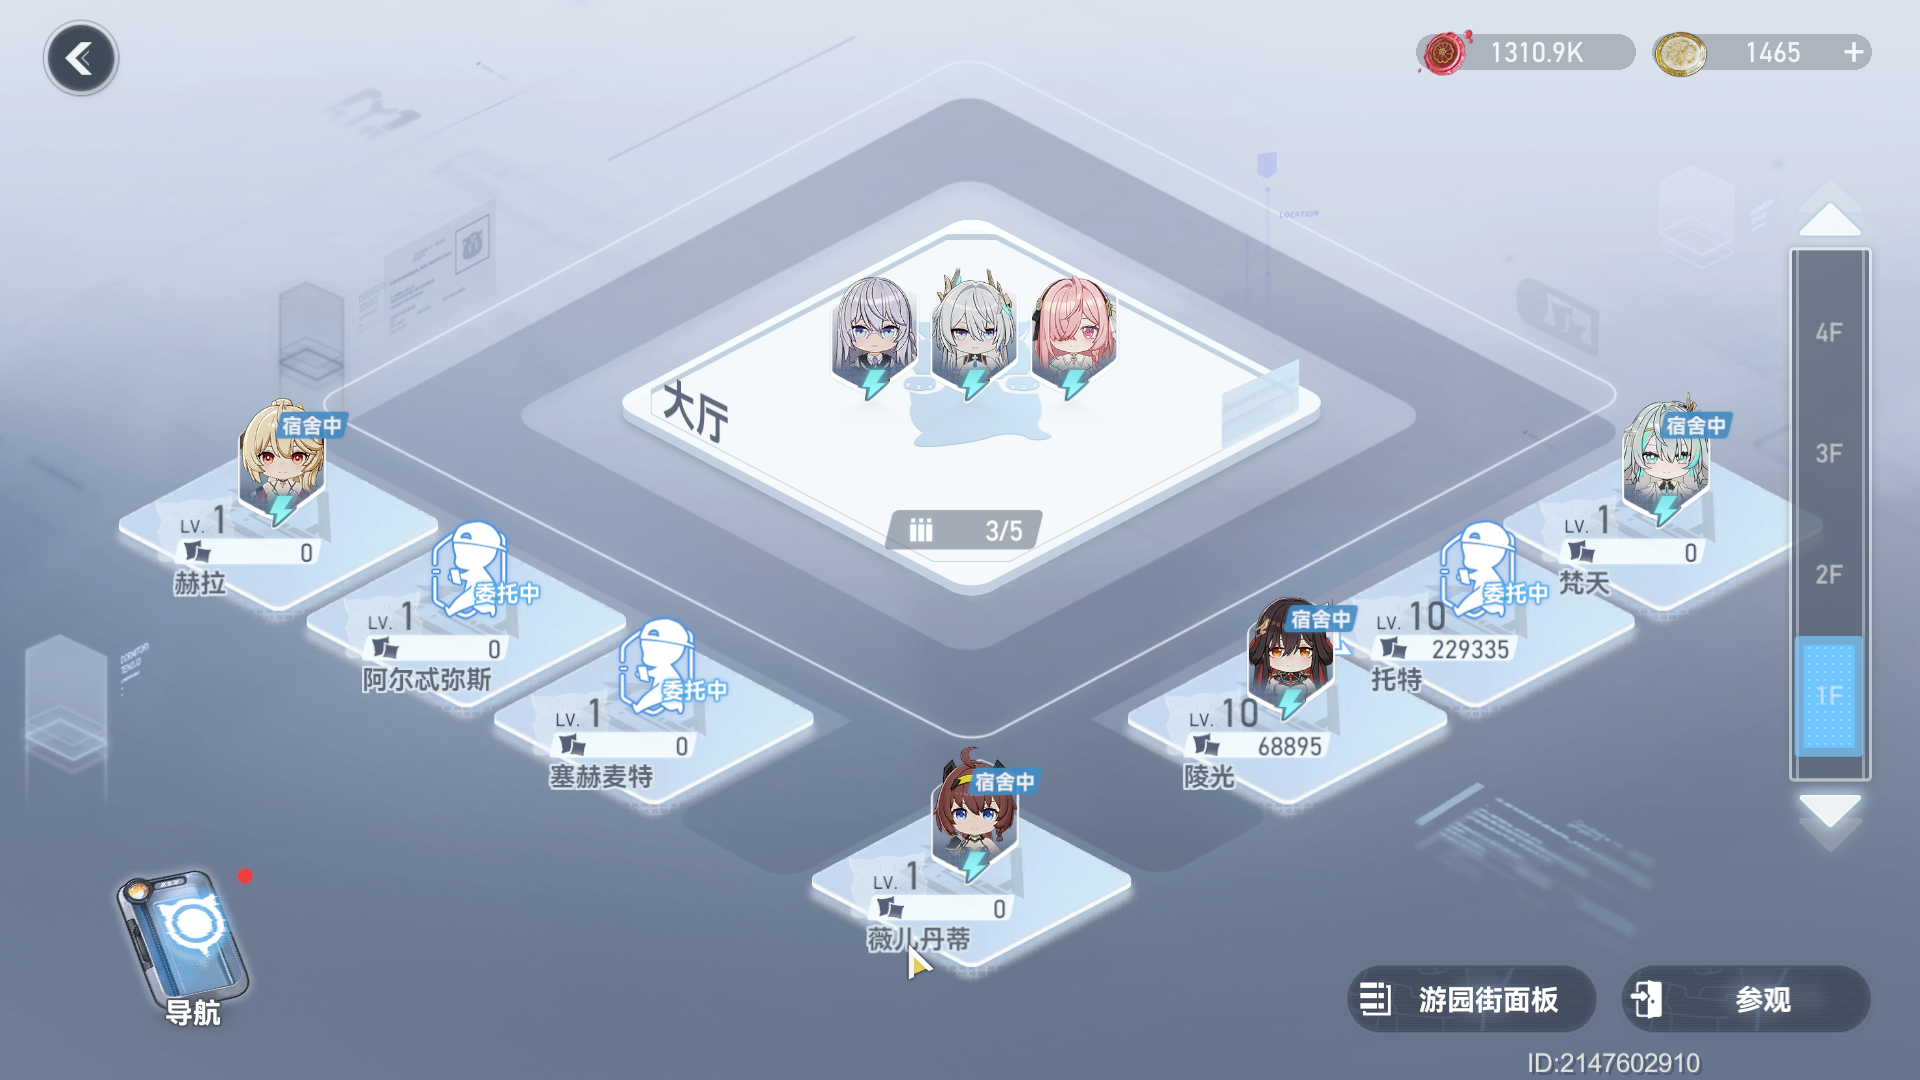 1310.9K
1465
LOCATION
大厅
3/5
4F
3F
2F
1F
宿舍中
LV. 1
0
赫拉
委托中
LV. 1
0
阿尔忒弥斯
委托中
LV. 1
0
塞赫麦特
宿舍中
LV. 1
0
薇儿丹蒂
宿舍中
LV. 10
68895
陵光
委托中
LV. 10
229335
托特
宿舍中
LV. 1
0
梵天
导航
游园街面板
参观
ID:2147602910